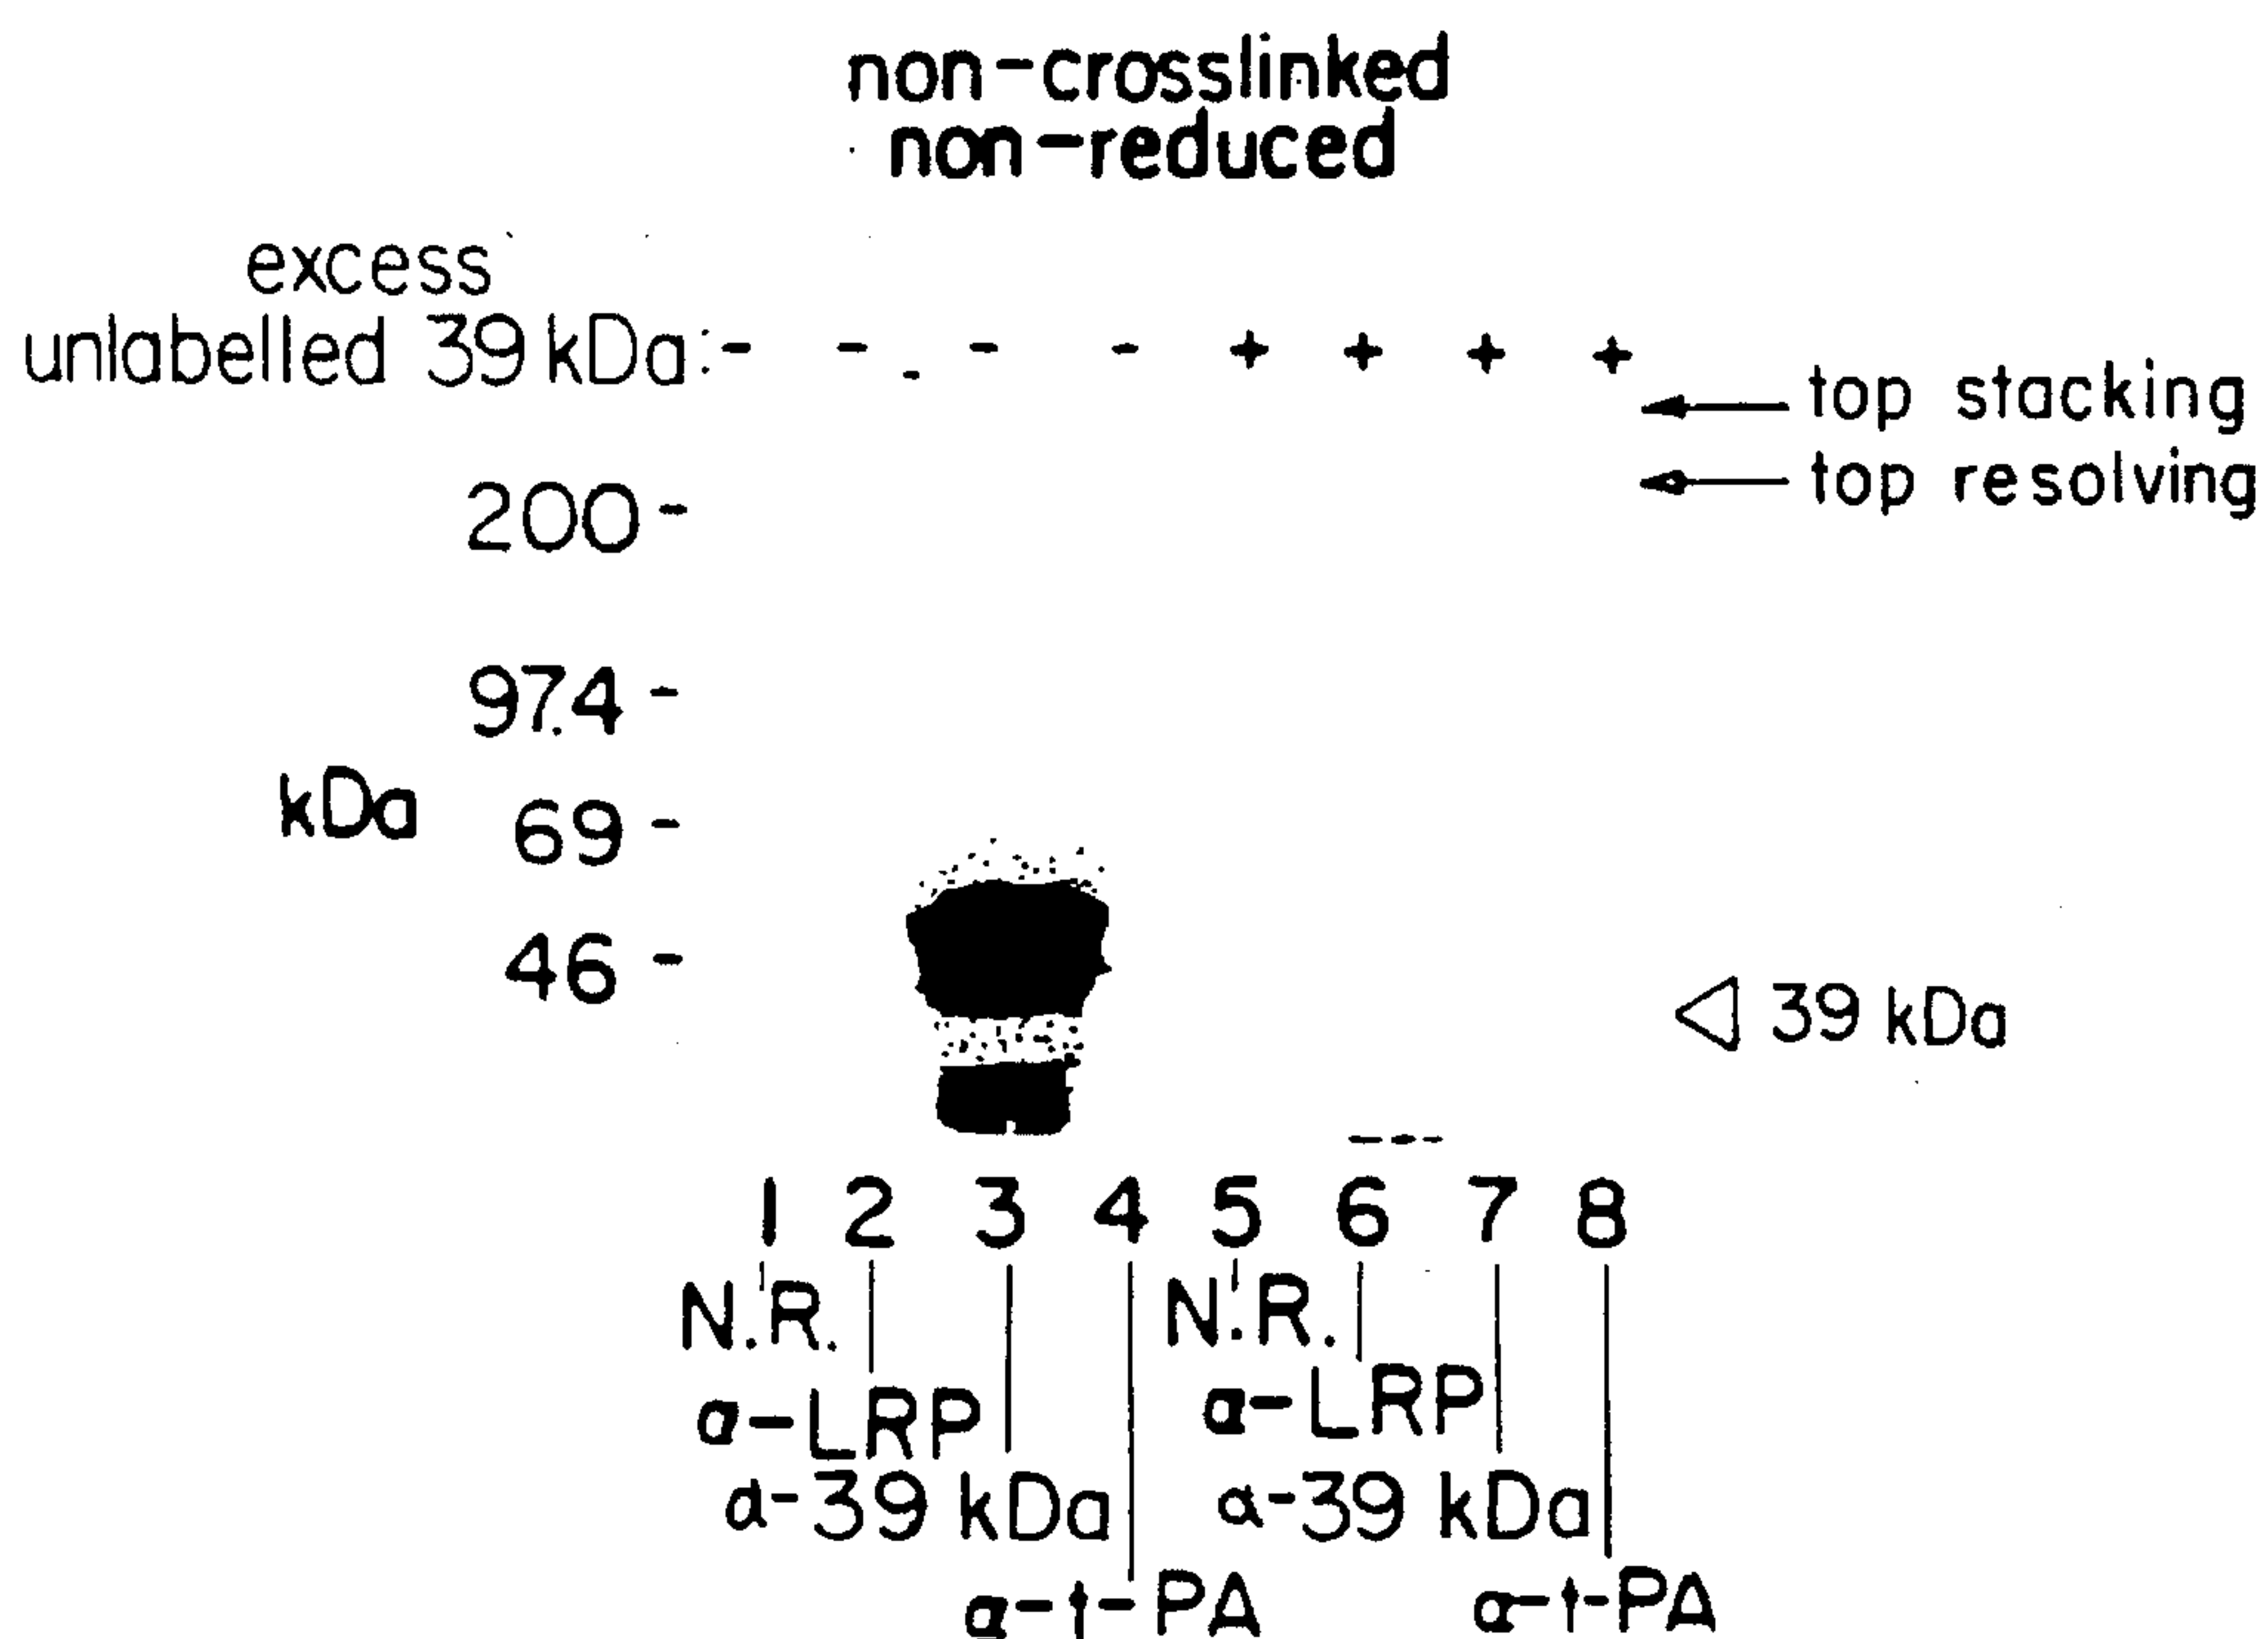 non-crosslinked
non-reduced
excess
unlabelled 39 kDa: - - - - + + + +
top stacking
top resolving
200 -
97.4 -
kDa
69 -
46 -
39 kDa
1 2 3 4 5 6 7 8
N.R. N.R.
α-LRP α-LRP
α-39 kDa α-39 kDa
α-t-PA α-t-PA